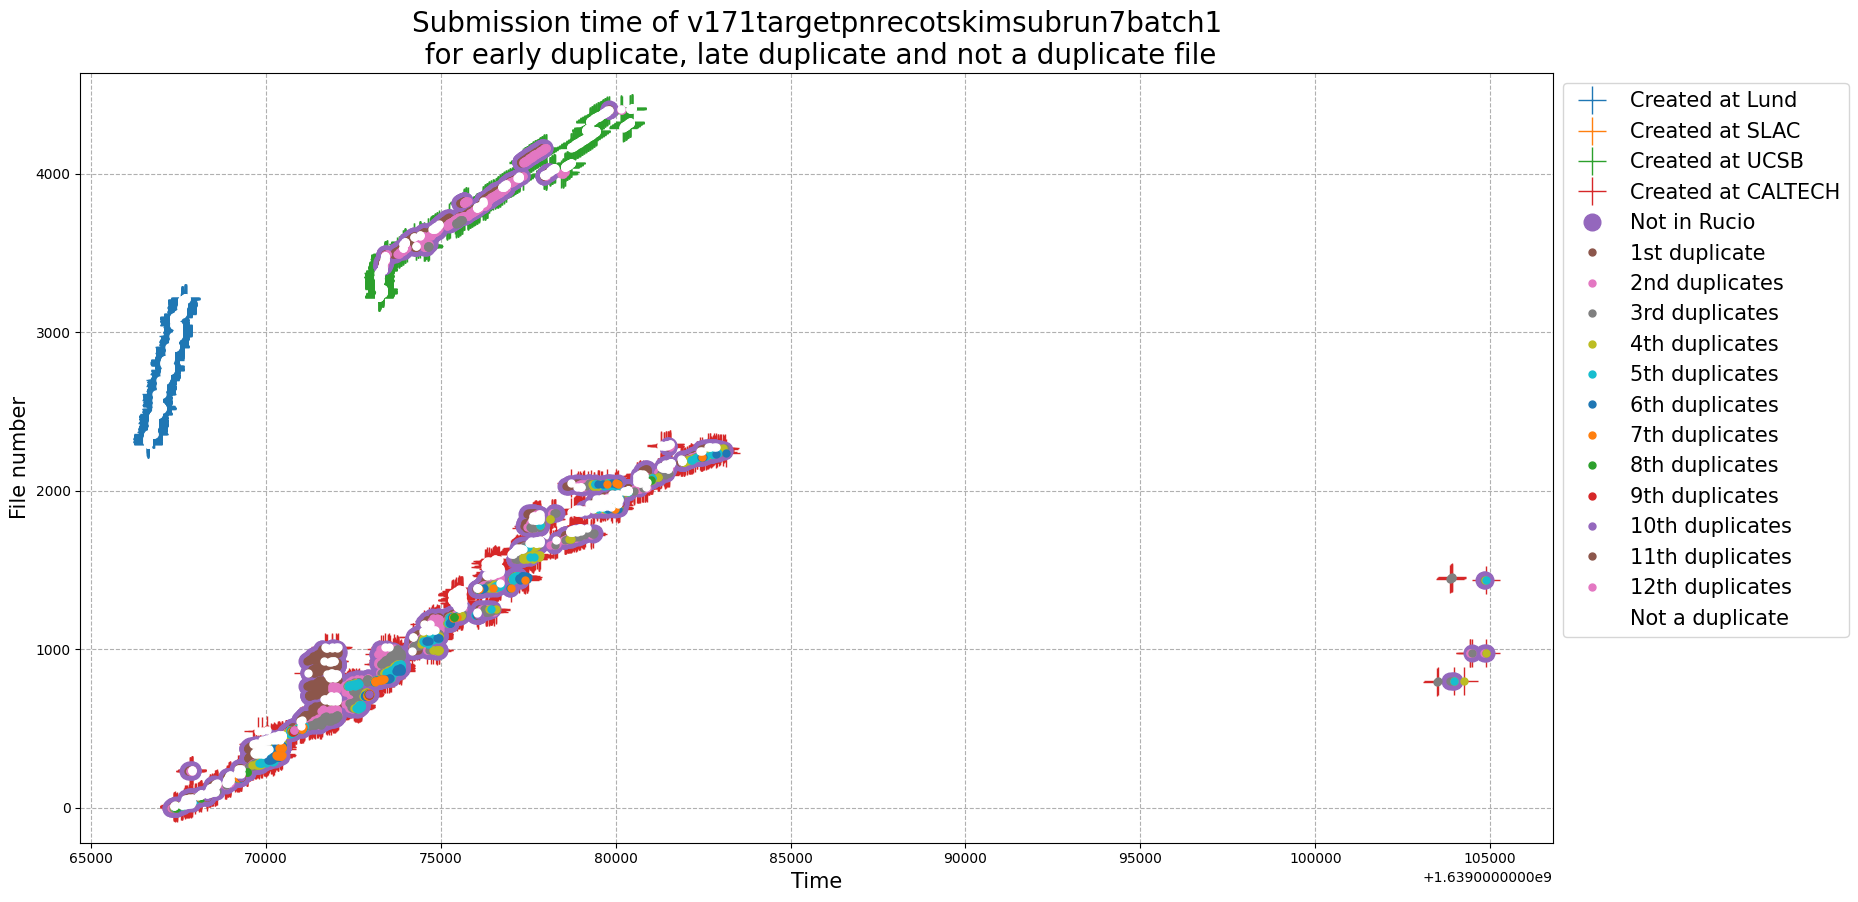 Submission time of v171targetpnrecotskimsubrun7batch1
for early duplicate, late duplicate and not a duplicate file
File number
4000
3000
2000
1000
0
65000
70000
75000
80000
85000
90000
95000
100000
105000
+1.6390000000e9
Time
Created at Lund
Created at SLAC
Created at UCSB
Created at CALTECH
Not in Rucio
1st duplicate
2nd duplicates
3rd duplicates
4th duplicates
5th duplicates
6th duplicates
7th duplicates
8th duplicates
9th duplicates
10th duplicates
11th duplicates
12th duplicates
Not a duplicate